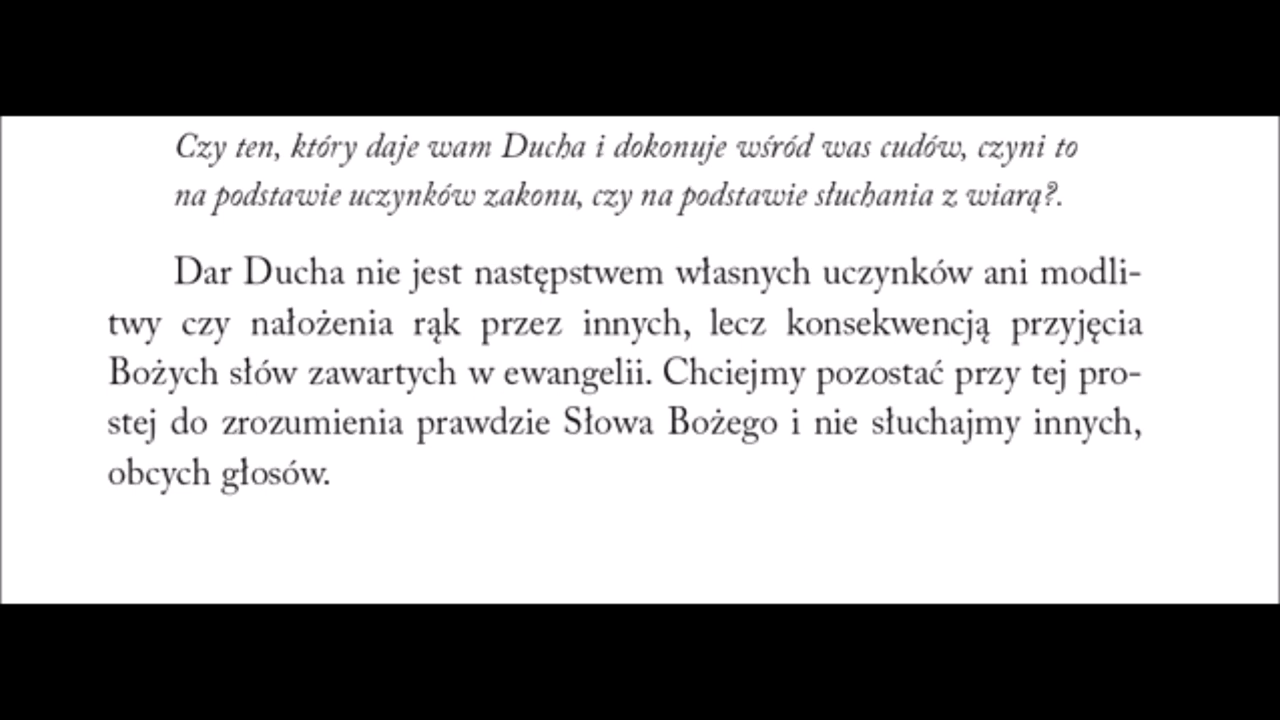 Czy ten, który daje wam Ducha i dokonuje wśród was cudów, czyni to
na podstawie uczynków zakonu, czy na podstawie słuchania z wiarą?.
Dar Ducha nie jest następstwem własnych uczynków ani modli-
twy czy nałożenia rąk przez innych, lecz konsekwencją przyjęcia
Bożych słów zawartych w ewangelii. Chciejmy pozostać przy tej pro-
stej do zrozumienia prawdzie Słowa Bożego i nie słuchajmy innych,
obcych głosów.